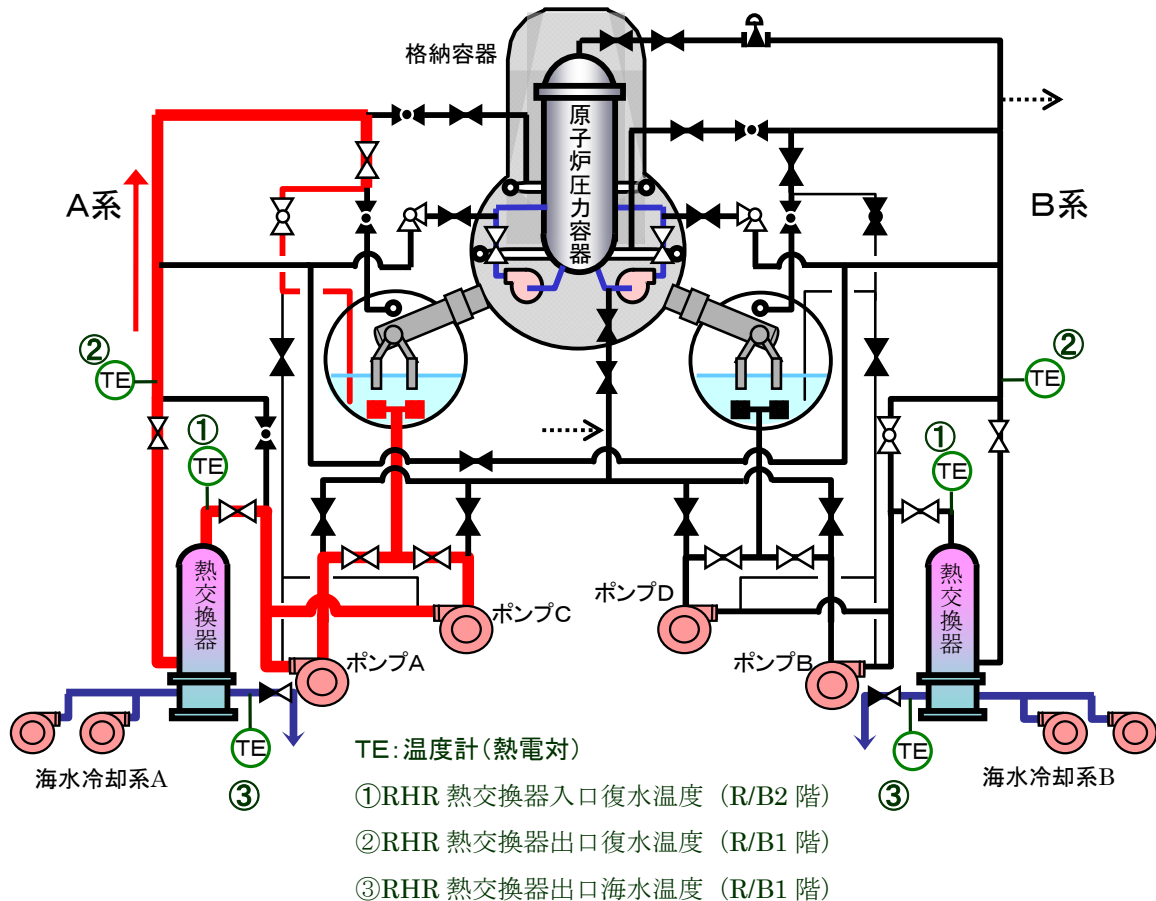 格納容器
原子炉圧力容器
A系
B系
②
TE
②
TE
①
TE
①
TE
熱交換器
熱交換器
ポンプC
ポンプD
ポンプA
ポンプB
TE
③
TE
③
海水冷却系A
海水冷却系B
TE:温度計(熱電対)
①RHR 熱交換器入口復水温度（R/B2 階）
②RHR 熱交換器出口復水温度（R/B1 階）
③RHR 熱交換器出口海水温度（R/B1 階）